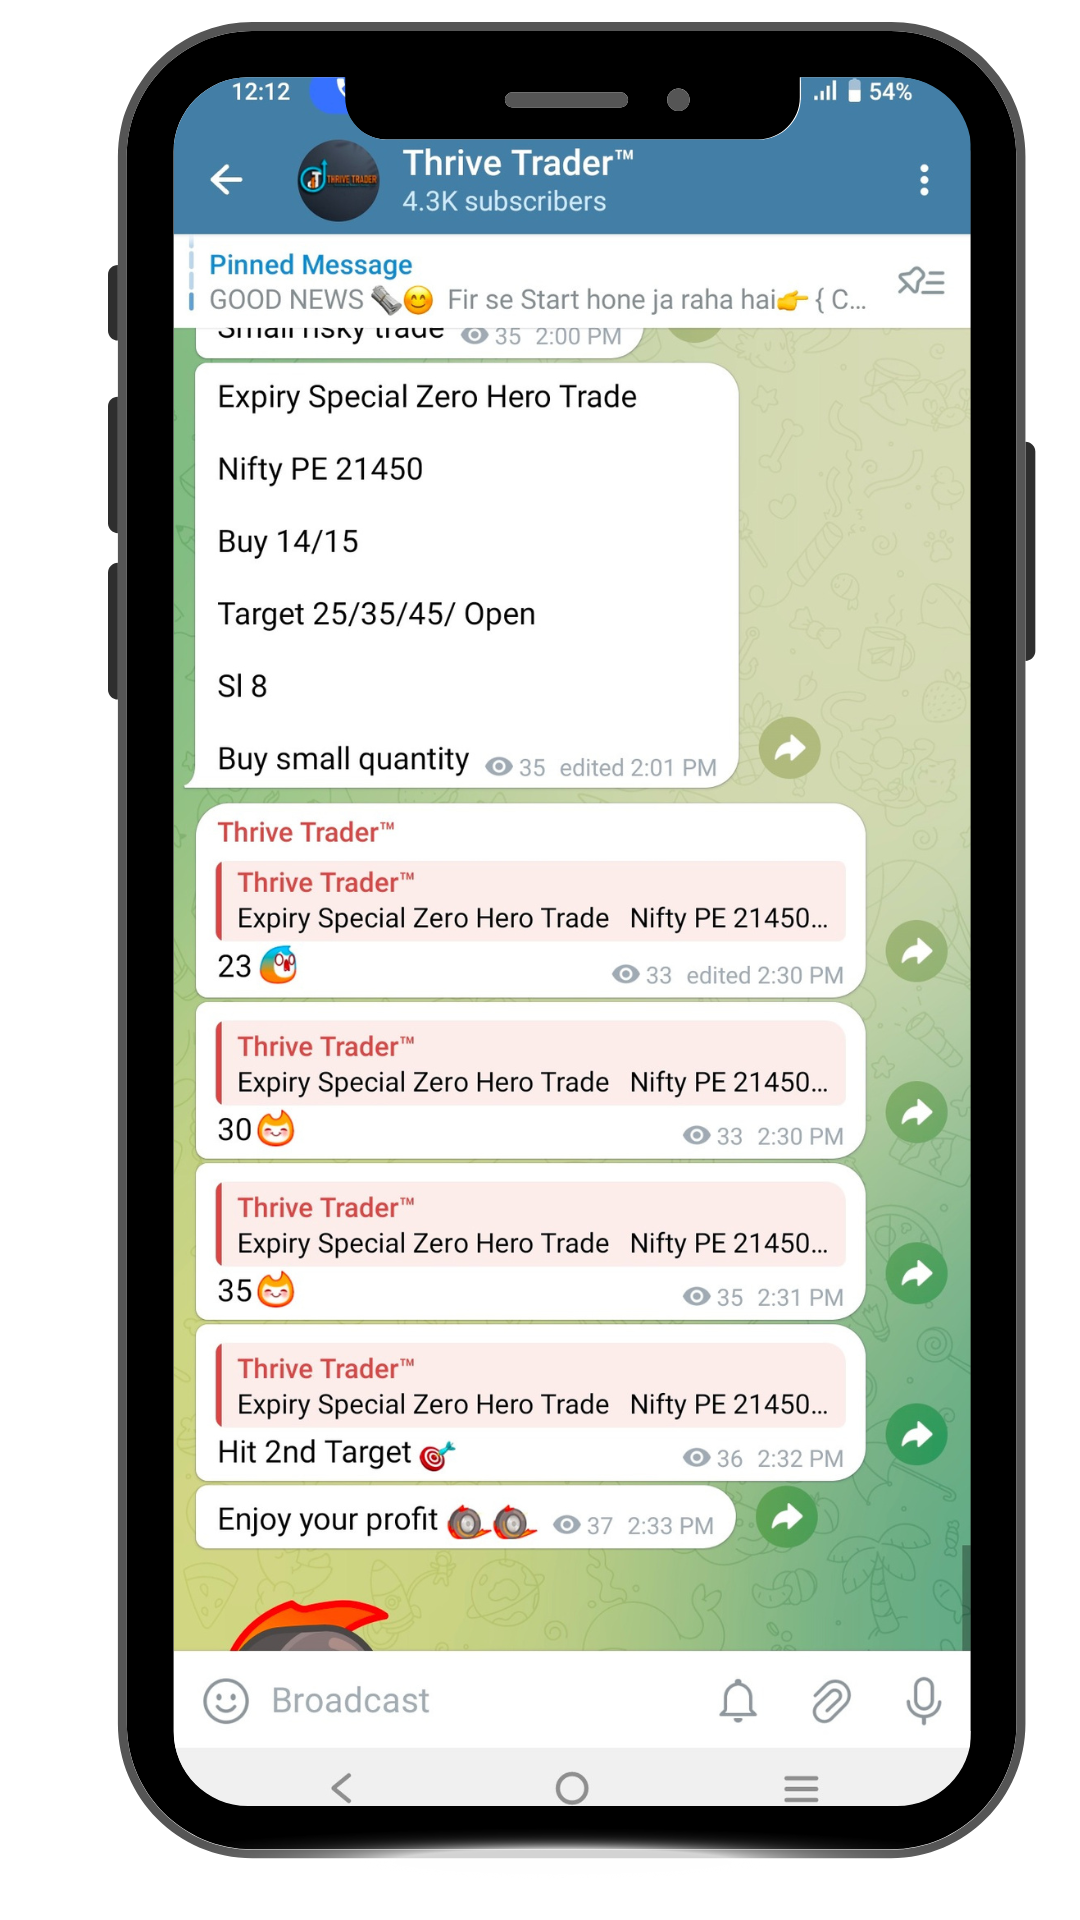 12:12
54%
THRIVE TRADER
Thrive Trader™
4.3K subscribers
Pinned Message
GOOD NEWS 🗞️😊 Fir se Start hone ja raha hai👉 { C...
Small risky trade 35 2:00 PM
Expiry Special Zero Hero Trade
Nifty PE 21450
Buy 14/15
Target 25/35/45/ Open
Sl 8
Buy small quantity 35 edited 2:01 PM
Thrive Trader™
Thrive Trader™
Expiry Special Zero Hero Trade Nifty PE 21450...
23 33 edited 2:30 PM
Thrive Trader™
Expiry Special Zero Hero Trade Nifty PE 21450...
30 33 2:30 PM
Thrive Trader™
Expiry Special Zero Hero Trade Nifty PE 21450...
35 35 2:31 PM
Thrive Trader™
Expiry Special Zero Hero Trade Nifty PE 21450...
Hit 2nd Target 🎯 36 2:32 PM
Enjoy your profit 37 2:33 PM
Broadcast